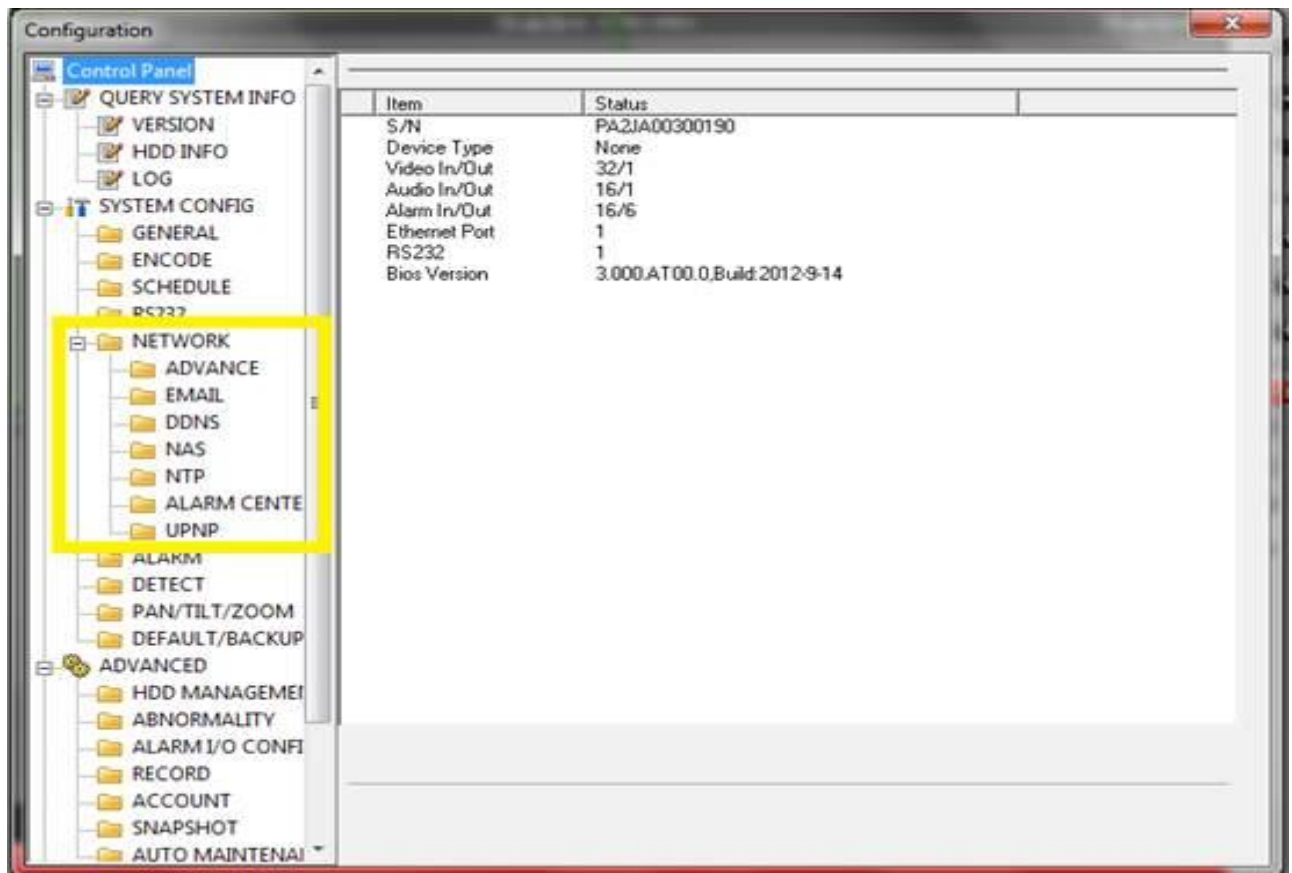 Configuration
Control Panel
QUERY SYSTEM INFO
VERSION
HDD INFO
LOG
SYSTEM CONFIG
GENERAL
ENCODE
SCHEDULE
RS232
NETWORK
ADVANCE
EMAIL
DDNS
NAS
NTP
ALARM CENTE
UPNP
ALARM
DETECT
PAN/TILT/ZOOM
DEFAULT/BACKUP
ADVANCED
HDD MANAGEME
ABNORMALITY
ALARM I/O CONFI
RECORD
ACCOUNT
SNAPSHOT
AUTO MAINTENA
Item Status
S/N PA2JA00300190
Device Type None
Video In/Out 32/1
Audio In/Out 16/1
Alarm In/Out 16/6
Ethernet Port 1
RS232 1
Bios Version 3.000.AT00.0,Build:2012-9-14